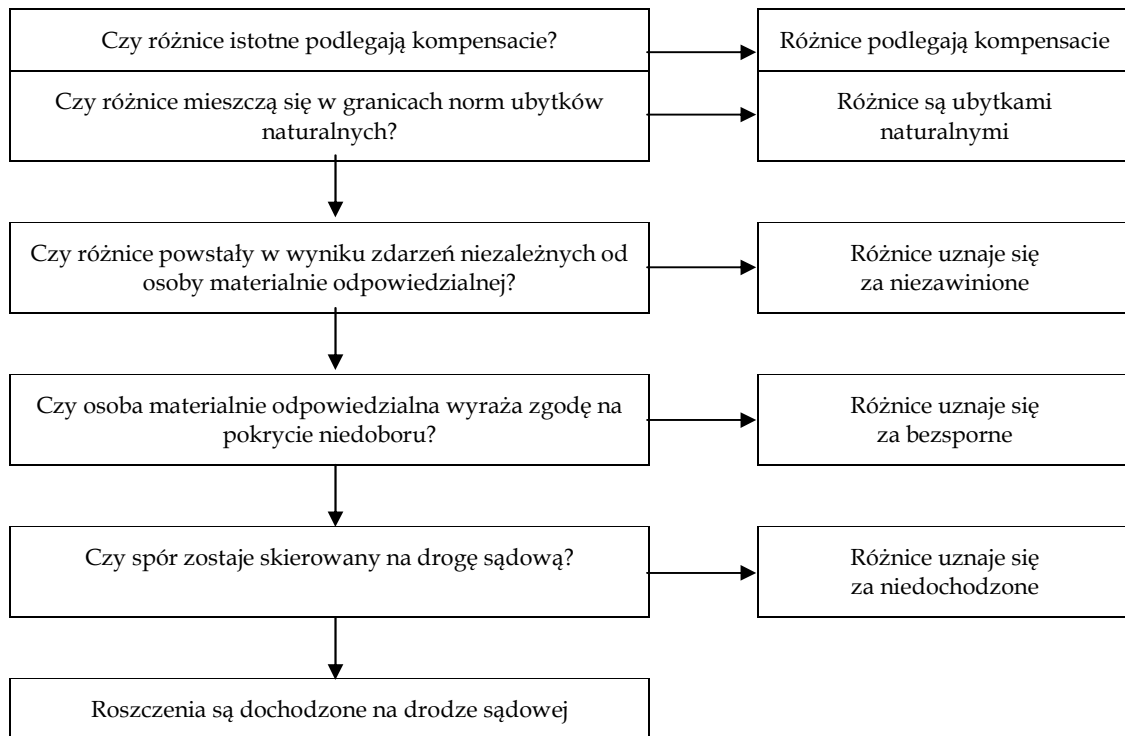 Czy różnice istotne podlegają kompensacie?
Różnice podlegają kompensacie
Czy różnice mieszczą się w granicach norm ubytków
naturalnych?
Różnice są ubytkami
naturalnymi
Czy różnice powstały w wyniku zdarzeń niezależnych od
osoby materialnie odpowiedzialnej?
Różnice uznaje się
za niezawinione
Czy osoba materialnie odpowiedzialna wyraża zgodę na
pokrycie niedoboru?
Różnice uznaje się
za bezsporne
Czy spór zostaje skierowany na drogę sądową?
Różnice uznaje się
za niedochodzone
Roszczenia są dochodzone na drodze sądowej